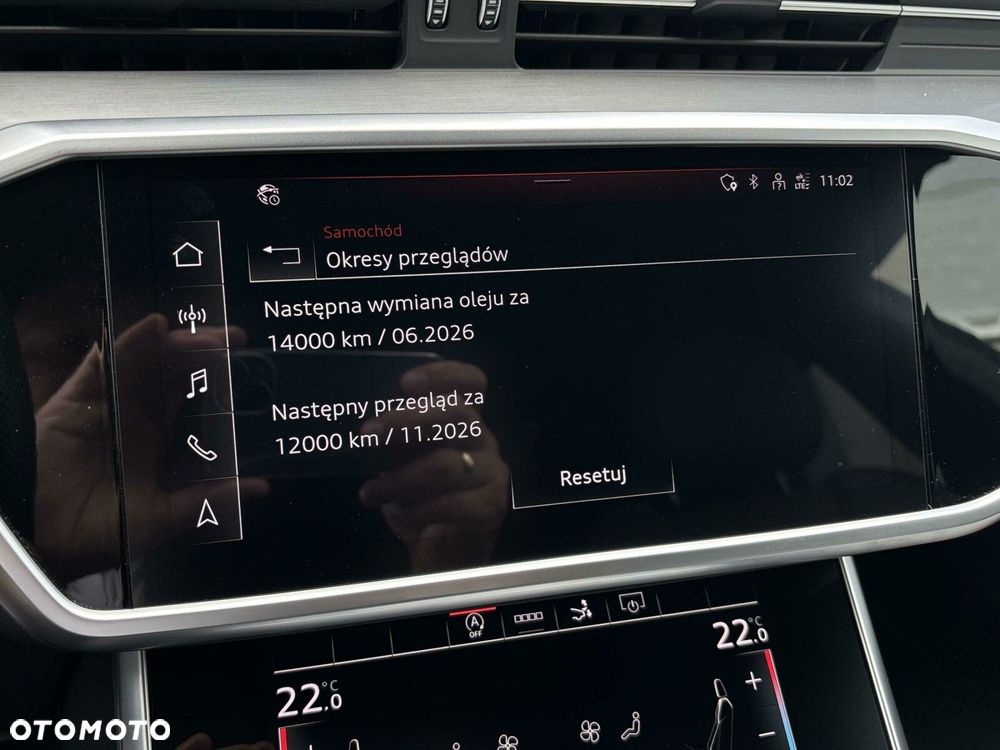 11:02
LTE
Samochód
Okresy przeglądów
Następna wymiana oleju za
14000 km / 06.2026
Następny przegląd za
12000 km / 11.2026
Resetuj
A
OFF
22.0 °C
22.0 °C
OTOMOTO